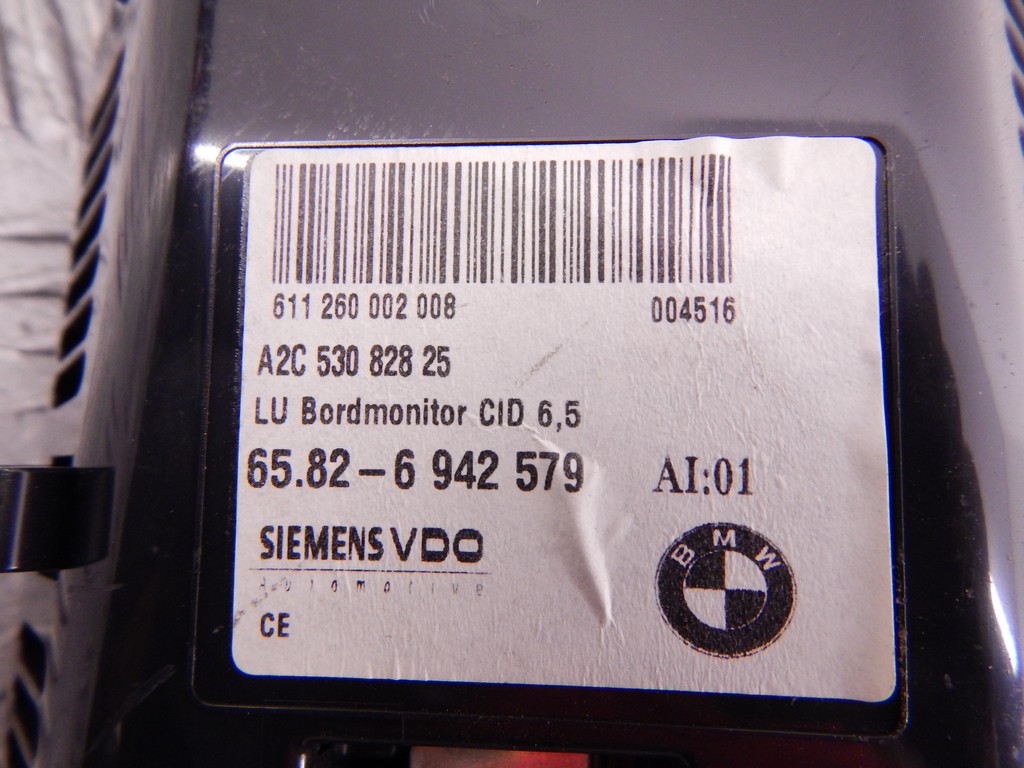 611 260 002 008 004516
A2C 530 828 25
LU Bordmonitor CID 6,5
65.82-6 942 579 AI:01
SIEMENS VDO
Automotive
BMW
CE